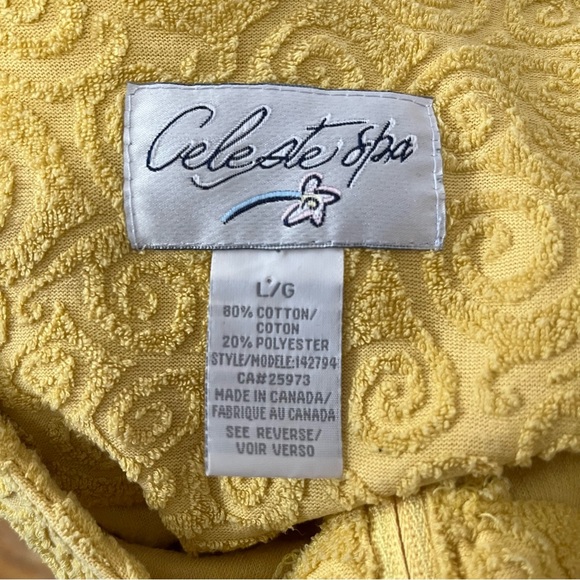 Celeste Spa
L/G
80% COTTON/
COTON
20% POLYESTER
STYLE/MODELE:142794
CA#25973
MADE IN CANADA/
FABRIQUE AU CANADA
SEE REVERSE/
VOIR VERSO